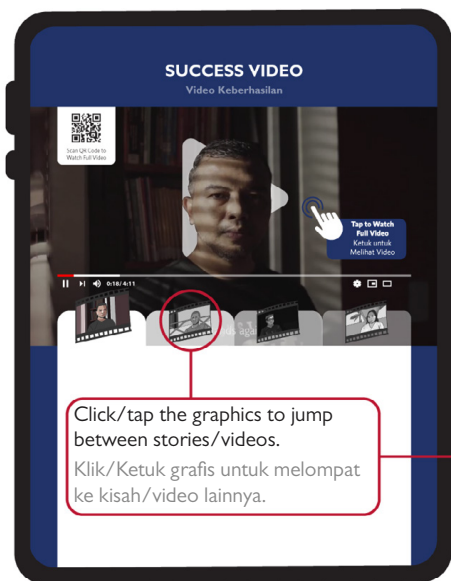 SUCCESS VIDEO
Video Keberhasilan
Scan QR Code to
Watch Full Video
Tap to Watch
Full Video
Ketuk untuk
Melihat Video
0:18/4:11
Click/tap the graphics to jump
between stories/videos.
Klik/Ketuk grafis untuk melompat
ke kisah/video lainnya.